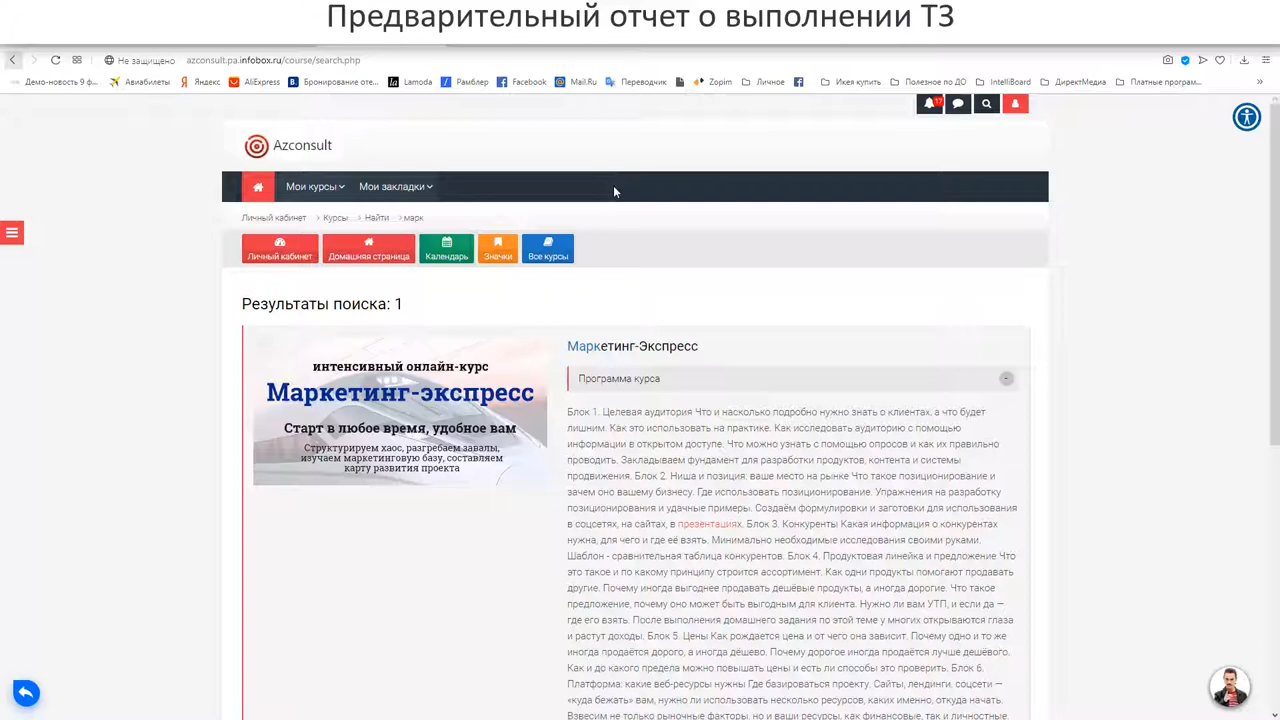 Предварительный отчет о выполнении ТЗ
Не защищено azconsult.pa.infobox.ru/course/search.php
Демо-новость 9 ф... Авиабилеты Яндекс AliExpress Бронирование оте... Lamoda Рамблер Facebook Mail.Ru Переводчик Zopim Личное Икея купить Полезное по ДО IntelliBoard ДиректМедиа Платные програм...
17
Azconsult
Мои курсы Мои закладки
Личный кабинет > Курсы > Найти > марк
Личный кабинет Домашняя страница Календарь Значки Все курсы
Результаты поиска: 1
интенсивный онлайн-курс
Маркетинг-экспресс
Старт в любое время, удобное вам
Структурируем хаос, разгребаем завалы,
изучаем маркетинговую базу, составляем
карту развития проекта
Маркетинг-Экспресс
Программа курса
Блок 1. Целевая аудитория Что и насколько подробно нужно знать о клиентах, а что будет
лишним. Как это использовать на практике. Как исследовать аудиторию с помощью
информации в открытом доступе. Что можно узнать с помощью опросов и как их правильно
проводить. Закладываем фундамент для разработки продуктов, контента и системы
продвижения. Блок 2. Ниша и позиция: ваше место на рынке Что такое позиционирование и
зачем оно вашему бизнесу. Где использовать позиционирование. Упражнения на разработку
позиционирования и удачные примеры. Создаём формулировки и заготовки для использования
в соцсетях, на сайтах, в презентациях. Блок 3. Конкуренты Какая информация о конкурентах
нужна, для чего и где её взять. Минимально необходимые исследования своими руками.
Шаблон - сравнительная таблица конкурентов. Блок 4. Продуктовая линейка и предложение Что
это такое и по какому принципу строится ассортимент. Как одни продукты помогают продавать
другие. Почему иногда выгоднее продавать дешёвые продукты, а иногда дорогие. Что такое
предложение, почему оно может быть выгодным для клиента. Нужно ли вам УТП, и если да —
где его взять. После выполнения домашнего задания по этой теме у многих открываются глаза
и растут доходы. Блок 5. Цены Как рождается цена и от чего она зависит. Почему одно и то же
иногда продаётся дорого, а иногда дёшево. Почему дорогое иногда продаётся лучше дешёвого.
Как и до какого предела можно повышать цены и есть ли способы это проверить. Блок 6.
Платформа: какие веб-ресурсы нужны Где базироваться проекту. Сайты, лендинги, соцсети —
«куда бежать» вам, нужно ли использовать несколько ресурсов, каких именно, откуда начать.
Взвесим не только рыночные факторы, но и ваши ресурсы, как финансовые, так и личностные.